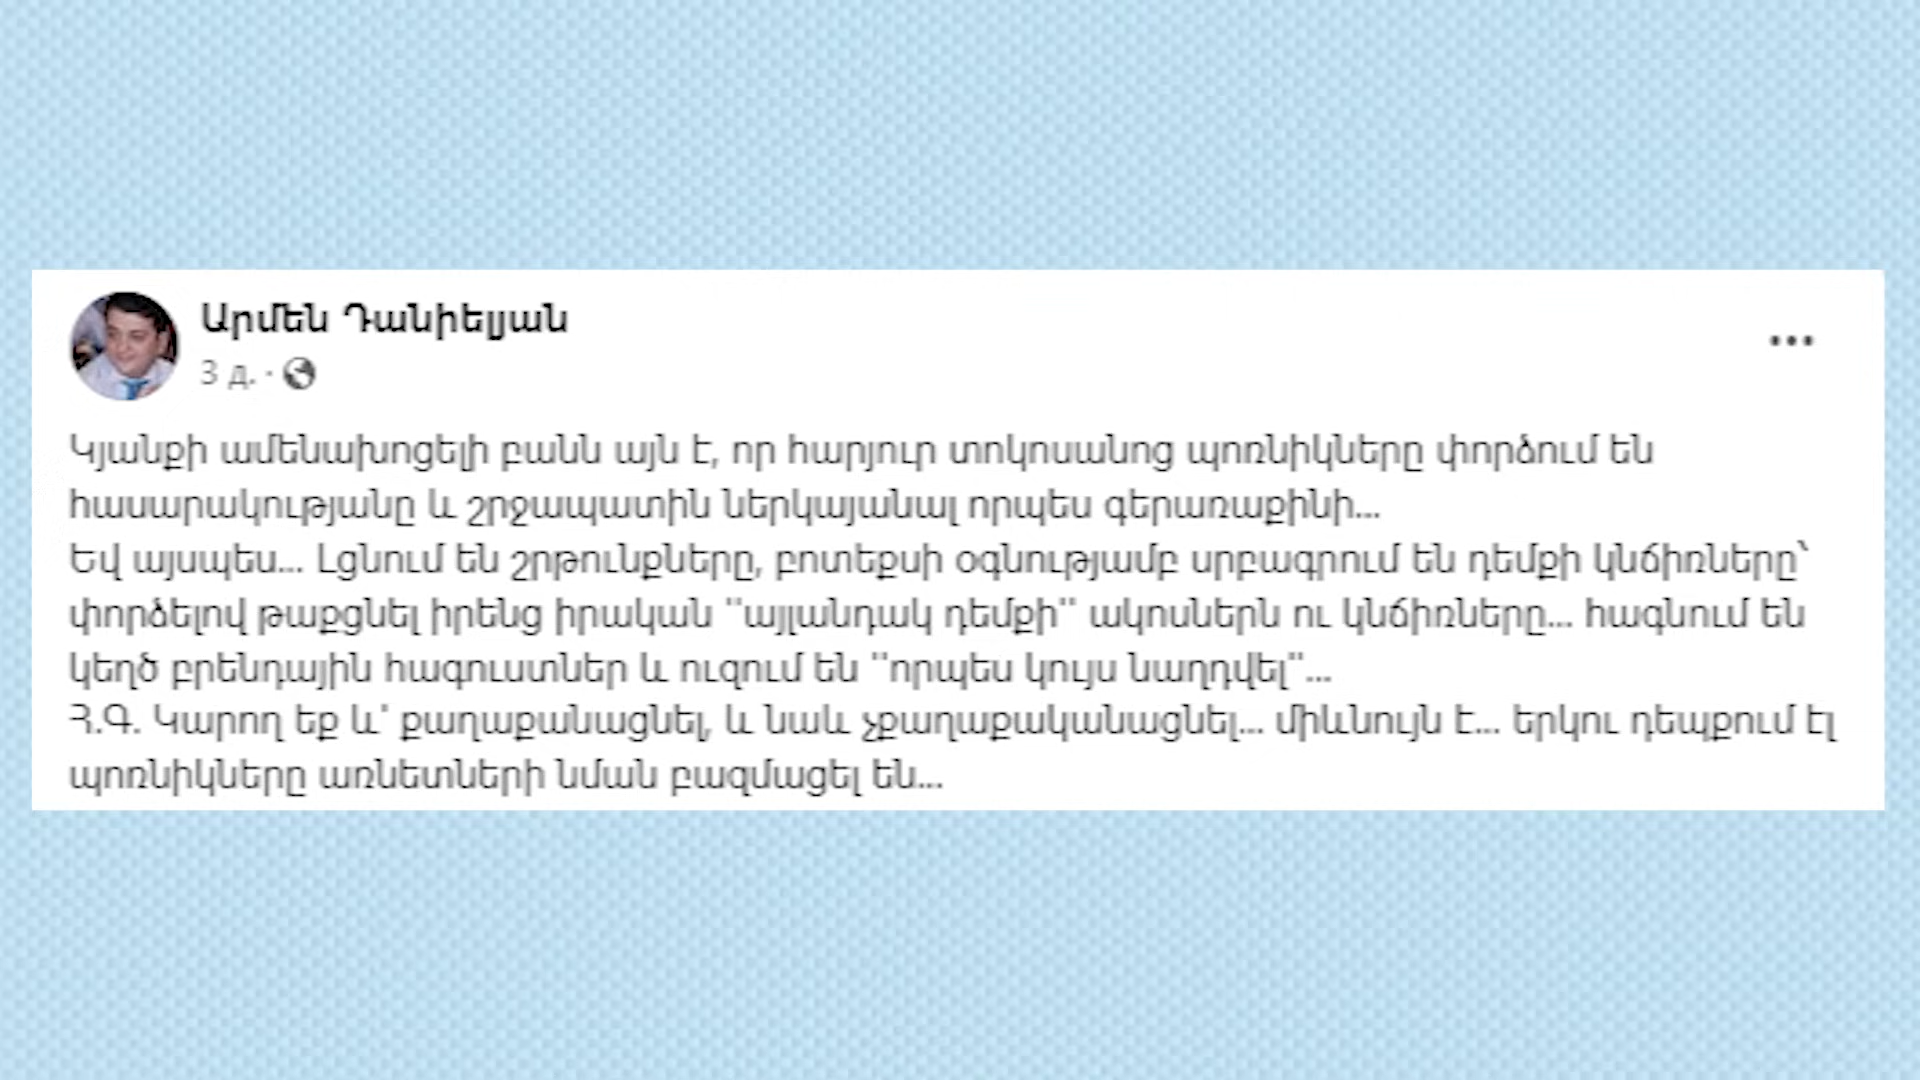 Արմեն Դանիելյան
3 д. ·
Կյանքի ամենախոցելի բանն այն է, որ հարյուր տոկոսանոց պոռնիկները փորձում են
հասարակությանը և շրջապատին ներկայանալ որպես գերառաքինի...
Եվ այսպես... Լցնում են շրթունքները, բոտեքսի օգնությամբ սրբագրում են դեմքի կնճիռները՝
փորձելով թաքցնել իրենց իրական ''այլանդակ դեմքի'' ակոսներն ու կնճիռները... հագնում են
կեղծ բրենդային հագուստներ և ուզում են ''որպես կույս նաղդվել''...
Հ.Գ. Կարող եք և' քաղաքանացնել, և նաև չքաղաքականացնել... միևնույն է... երկու դեպքում էլ
պոռնիկները առնետների նման բազմացել են...